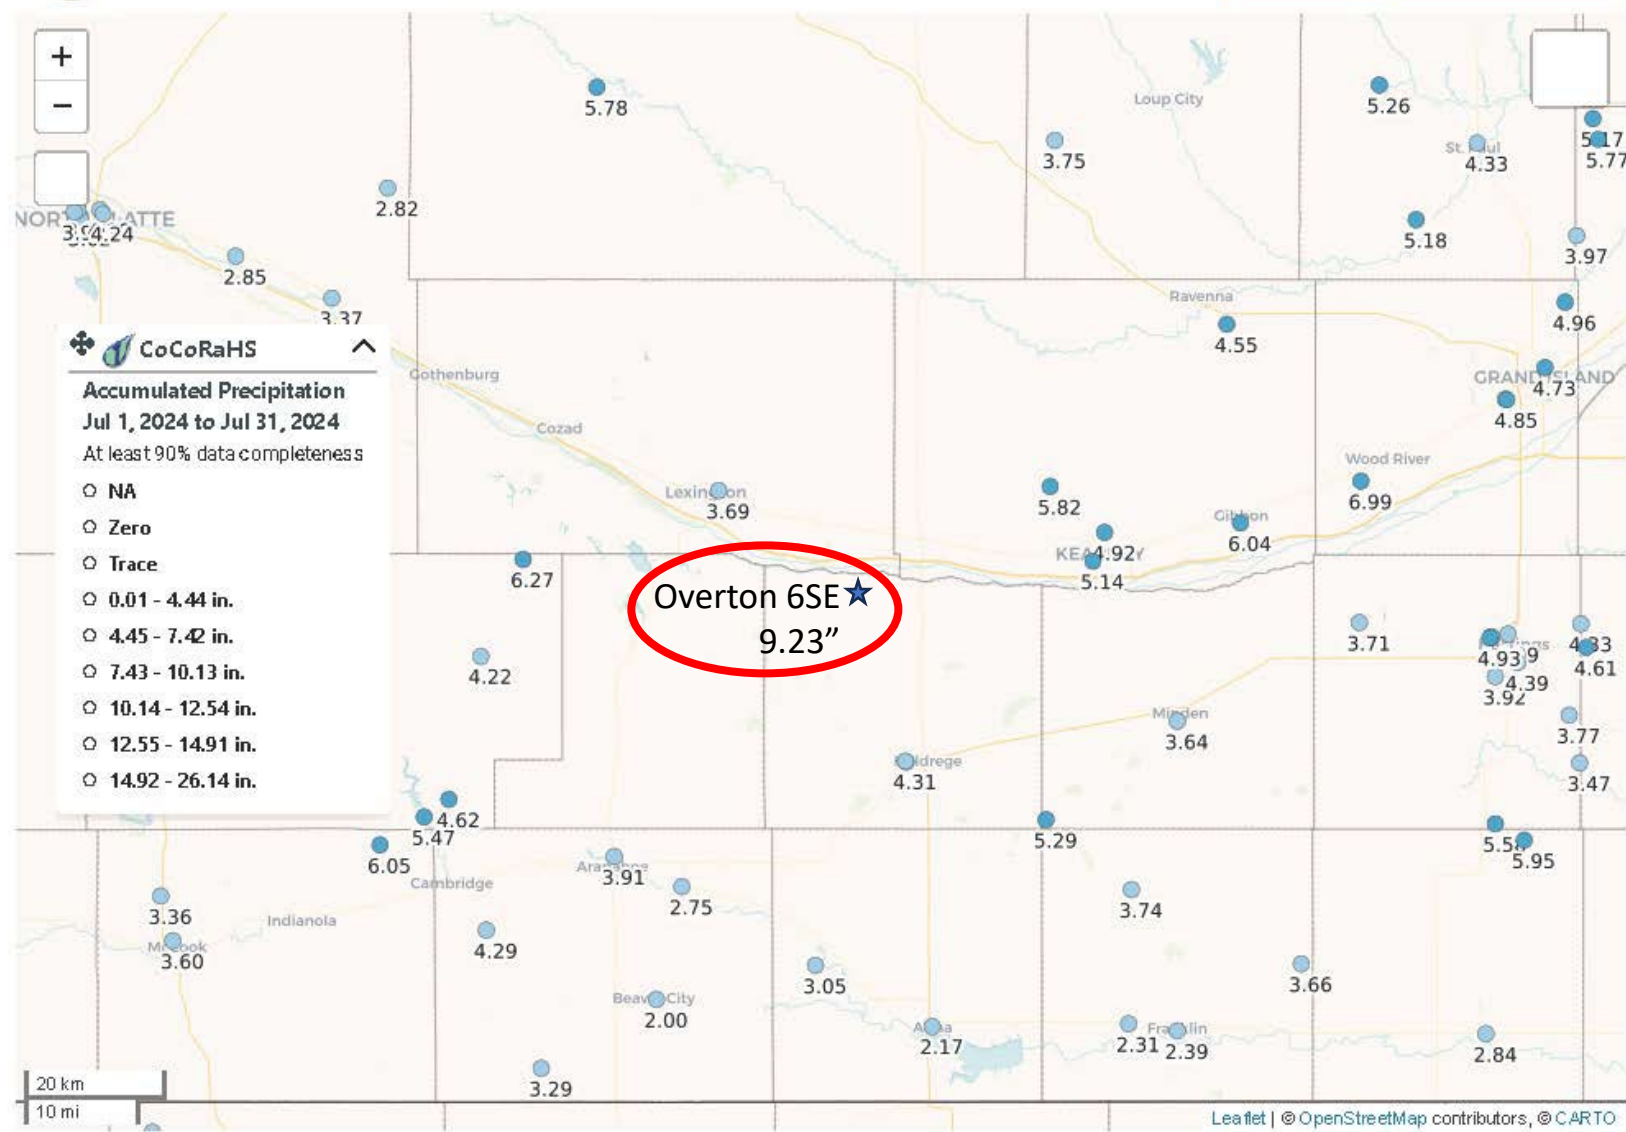 +
−
5.78
Loup City
5.26
5.17
5.77
3.75
4.33
2.82
4.24
5.18
3.97
2.85
3.37
Ravenna
4.55
4.96
GRAND ISLAND
4.73
4.85
CoCoRaHS
Accumulated Precipitation
Jul 1, 2024 to Jul 31, 2024
At least 90% data completeness
NA
Zero
Trace
0.01 - 4.44 in.
4.45 - 7.42 in.
7.43 - 10.13 in.
10.14 - 12.54 in.
12.55 - 14.91 in.
14.92 - 26.14 in.
Gothenburg
Cozad
Lexington
3.69
5.82
Wood River
6.99
Gibbon
6.04
4.92
5.14
6.27
Overton 6SE
9.23”
4.22
3.71
4.33
4.61
4.93
4.39
3.92
Minden
3.64
3.77
3.47
4.31
4.62
5.47
6.05
5.29
5.95
Cambridge
3.91
2.75
3.74
3.36
Indianola
3.60
4.29
3.05
3.66
Beaver City
2.00
2.17
2.31
Franklin
2.39
2.84
3.29
20 km
10 mi
Leaflet | © OpenStreetMap contributors, © CARTO